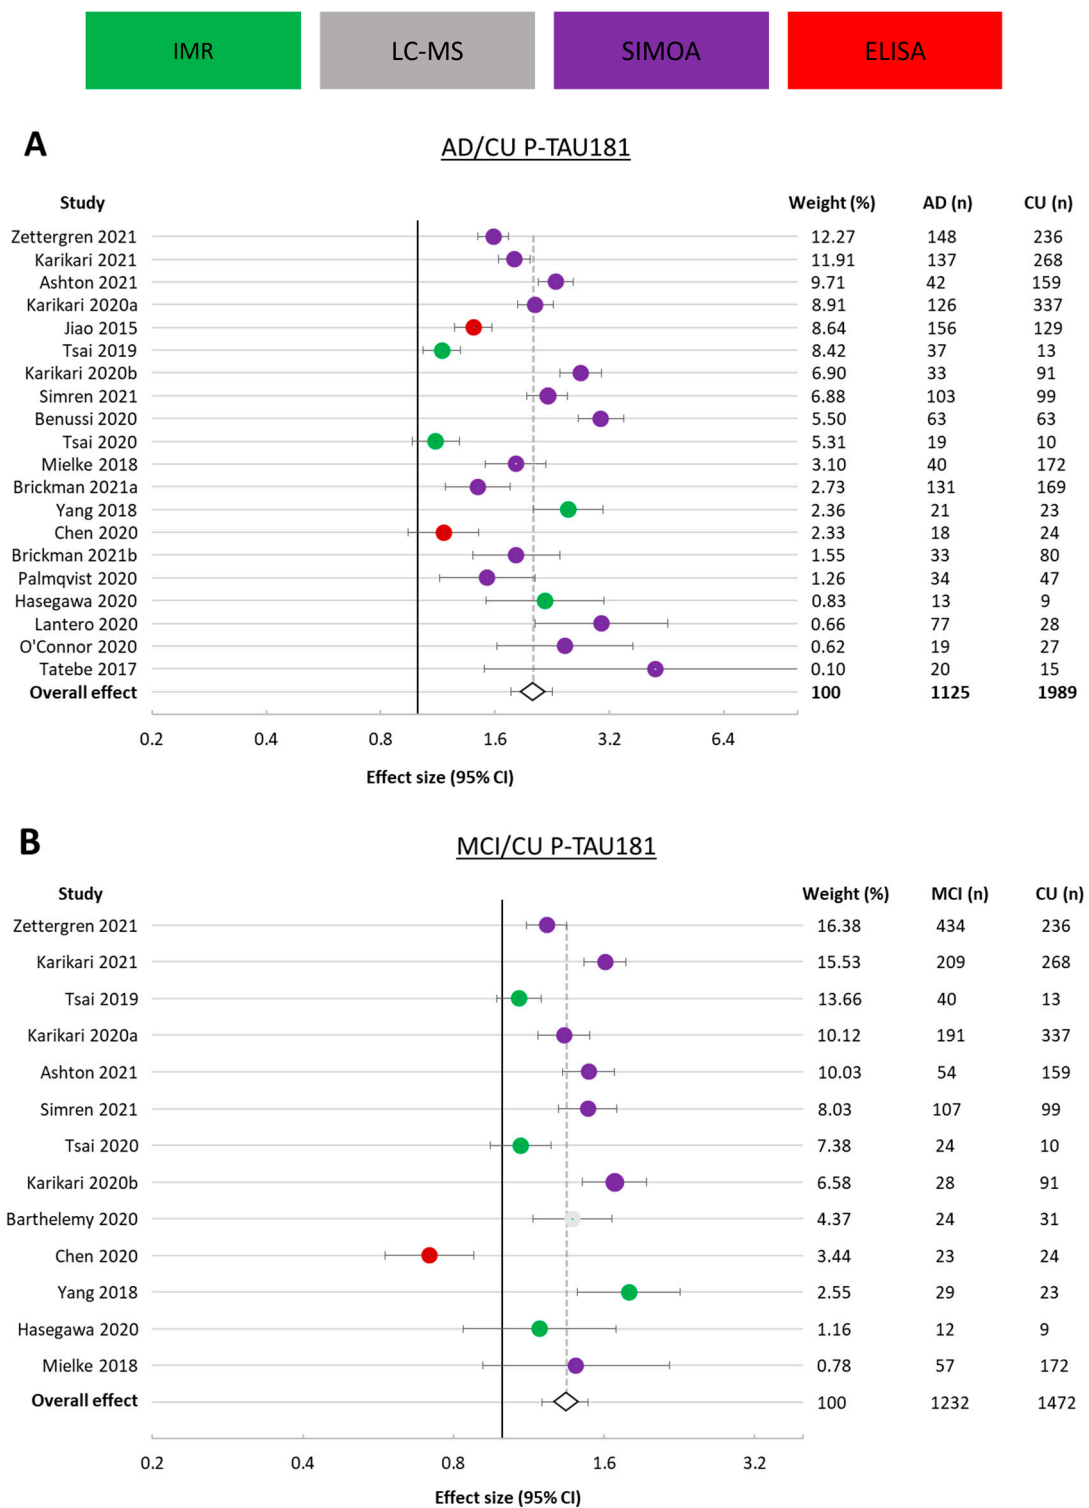 IMR LC-MS SIMOA ELISA
A
AD/CU P-TAU181
Study Weight (%) AD (n) CU (n)
Zettergren 2021 12.27 148 236
Karikari 2021 11.91 137 268
Ashton 2021 9.71 42 159
Karikari 2020a 8.91 126 337
Jiao 2015 8.64 156 129
Tsai 2019 8.42 37 13
Karikari 2020b 6.90 33 91
Simren 2021 6.88 103 99
Benussi 2020 5.50 63 63
Tsai 2020 5.31 19 10
Mielke 2018 3.10 40 172
Brickman 2021a 2.73 131 169
Yang 2018 2.36 21 23
Chen 2020 2.33 18 24
Brickman 2021b 1.55 33 80
Palmqvist 2020 1.26 34 47
Hasegawa 2020 0.83 13 9
Lantero 2020 0.66 77 28
O'Connor 2020 0.62 19 27
Tatebe 2017 0.10 20 15
Overall effect 100 1125 1989
0.2 0.4 0.8 1.6 3.2 6.4
Effect size (95% CI)
B
MCI/CU P-TAU181
Study Weight (%) MCI (n) CU (n)
Zettergren 2021 16.38 434 236
Karikari 2021 15.53 209 268
Tsai 2019 13.66 40 13
Karikari 2020a 10.12 191 337
Ashton 2021 10.03 54 159
Simren 2021 8.03 107 99
Tsai 2020 7.38 24 10
Karikari 2020b 6.58 28 91
Barthelemy 2020 4.37 24 31
Chen 2020 3.44 23 24
Yang 2018 2.55 29 23
Hasegawa 2020 1.16 12 9
Mielke 2018 0.78 57 172
Overall effect 100 1232 1472
0.2 0.4 0.8 1.6 3.2
Effect size (95% CI)